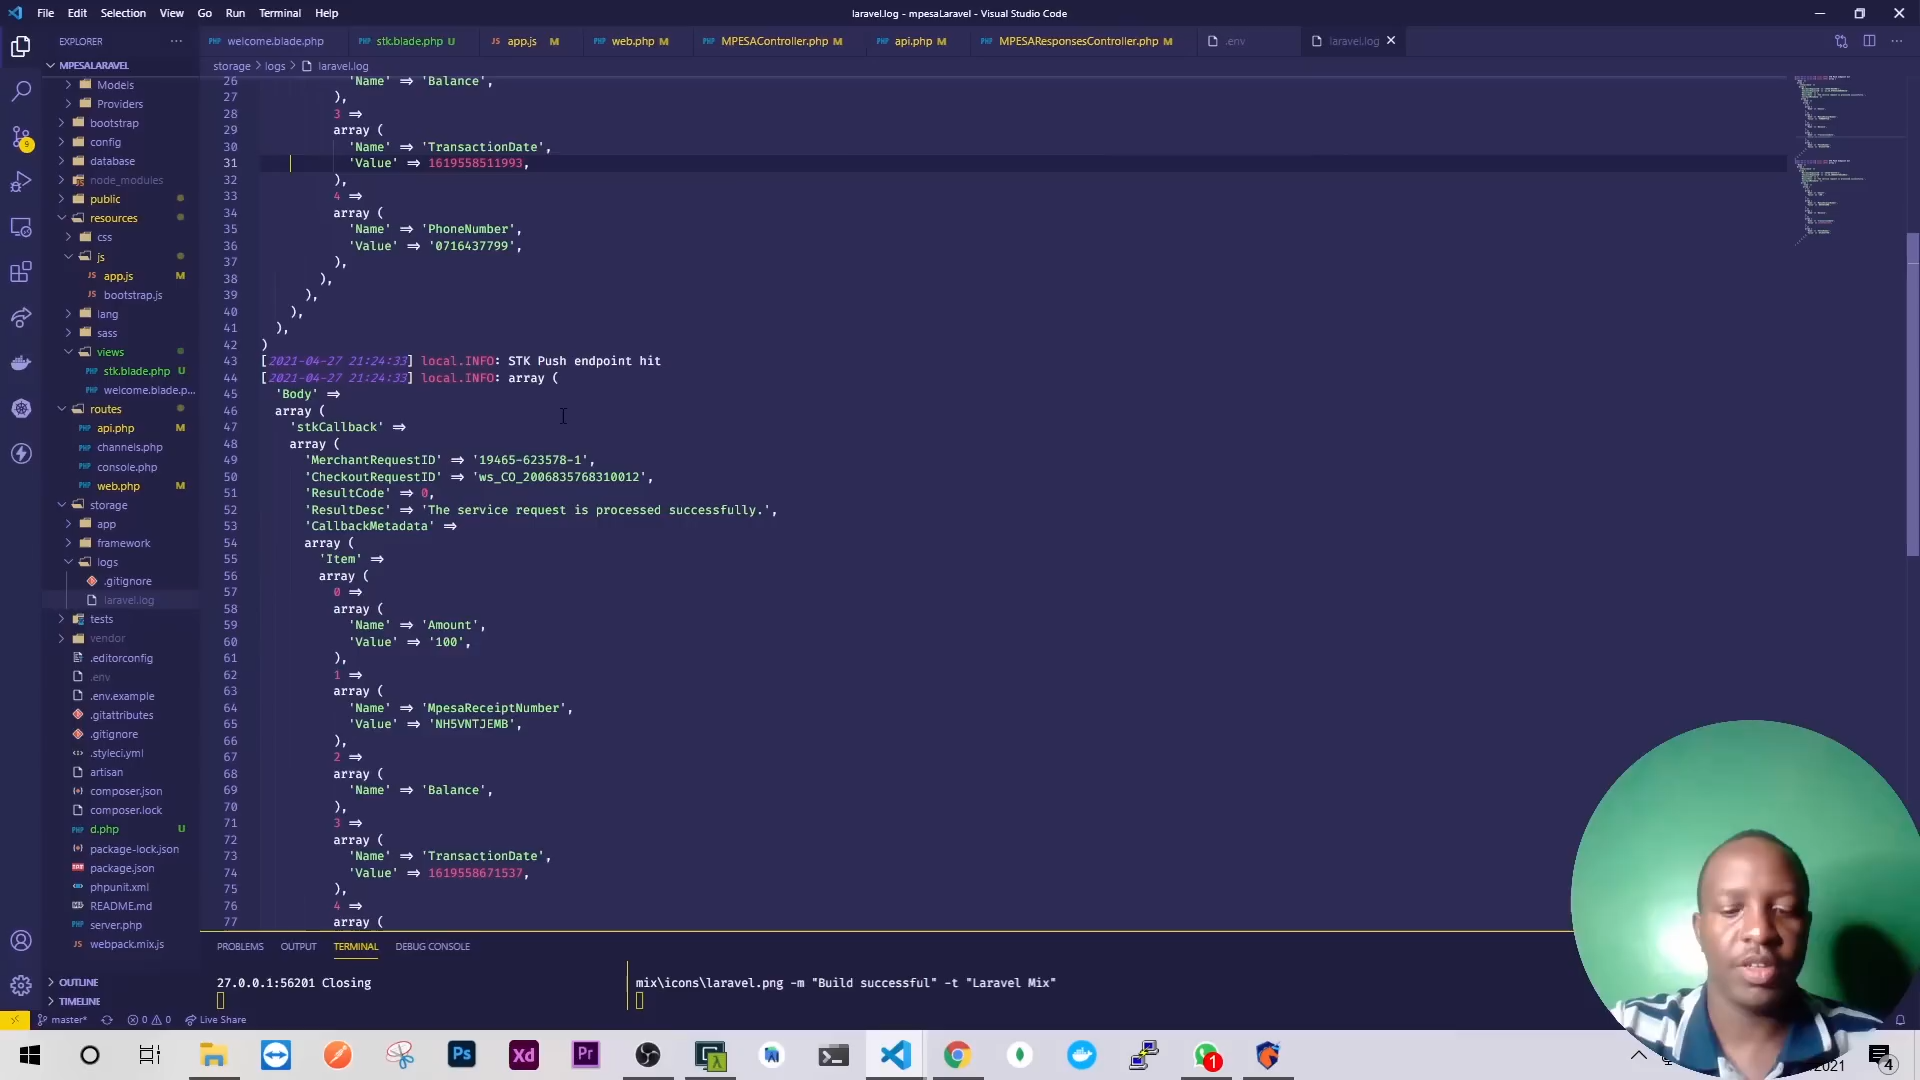 File Edit Selection View Go Run Terminal Help
laravel.log - mpesaLaravel - Visual Studio Code
EXPLORER
welcome.blade.php
stk.blade.php U
app.js M
web.php M
MPESAController.php M
api.php M
MPESAResponsesController.php M
.env
laravel.log
MPESALARAVEL
Models
Providers
bootstrap
config
database
node_modules
public
resources
css
js
app.js M
bootstrap.js
lang
sass
views
stk.blade.php U
welcome.blade.p...
routes
api.php M
channels.php
console.php
web.php M
storage
app
framework
logs
.gitignore
laravel.log
tests
vendor
.editorconfig
.env
.env.example
.gitattributes
.gitignore
.styleci.yml
artisan
composer.json
composer.lock
d.php U
package-lock.json
package.json
phpunit.xml
README.md
server.php
webpack.mix.js
OUTLINE
TIMELINE
storage > logs > laravel.log
26 'Name' => 'Balance',
27 ),
28 3 =>
29 array (
30 'Name' => 'TransactionDate',
31 'Value' => 1619558511993,
32 ),
33 4 =>
34 array (
35 'Name' => 'PhoneNumber',
36 'Value' => '0716437799',
37 ),
38 ),
39 ),
40 ),
41 ),
42 )
43 [2021-04-27 21:24:33] local.INFO: STK Push endpoint hit
44 [2021-04-27 21:24:33] local.INFO: array (
45 'Body' =>
46 array (
47 'stkCallback' =>
48 array (
49 'MerchantRequestID' => '19465-623578-1',
50 'CheckoutRequestID' => 'ws_CO_2006835768310012',
51 'ResultCode' => 0,
52 'ResultDesc' => 'The service request is processed successfully.',
53 'CallbackMetadata' =>
54 array (
55 'Item' =>
56 array (
57 0 =>
58 array (
59 'Name' => 'Amount',
60 'Value' => '100',
61 ),
62 1 =>
63 array (
64 'Name' => 'MpesaReceiptNumber',
65 'Value' => 'NH5VNTJEMB',
66 ),
67 2 =>
68 array (
69 'Name' => 'Balance',
70 ),
71 3 =>
72 array (
73 'Name' => 'TransactionDate',
74 'Value' => 1619558671537,
75 ),
76 4 =>
77 array (
PROBLEMS OUTPUT TERMINAL DEBUG CONSOLE
27.0.0.1:56201 Closing
mix\icons\laravel.png -m "Build successful" -t "Laravel Mix"
master* 0 0 Live Share
9
Ps Xd Pr
1
2021
4